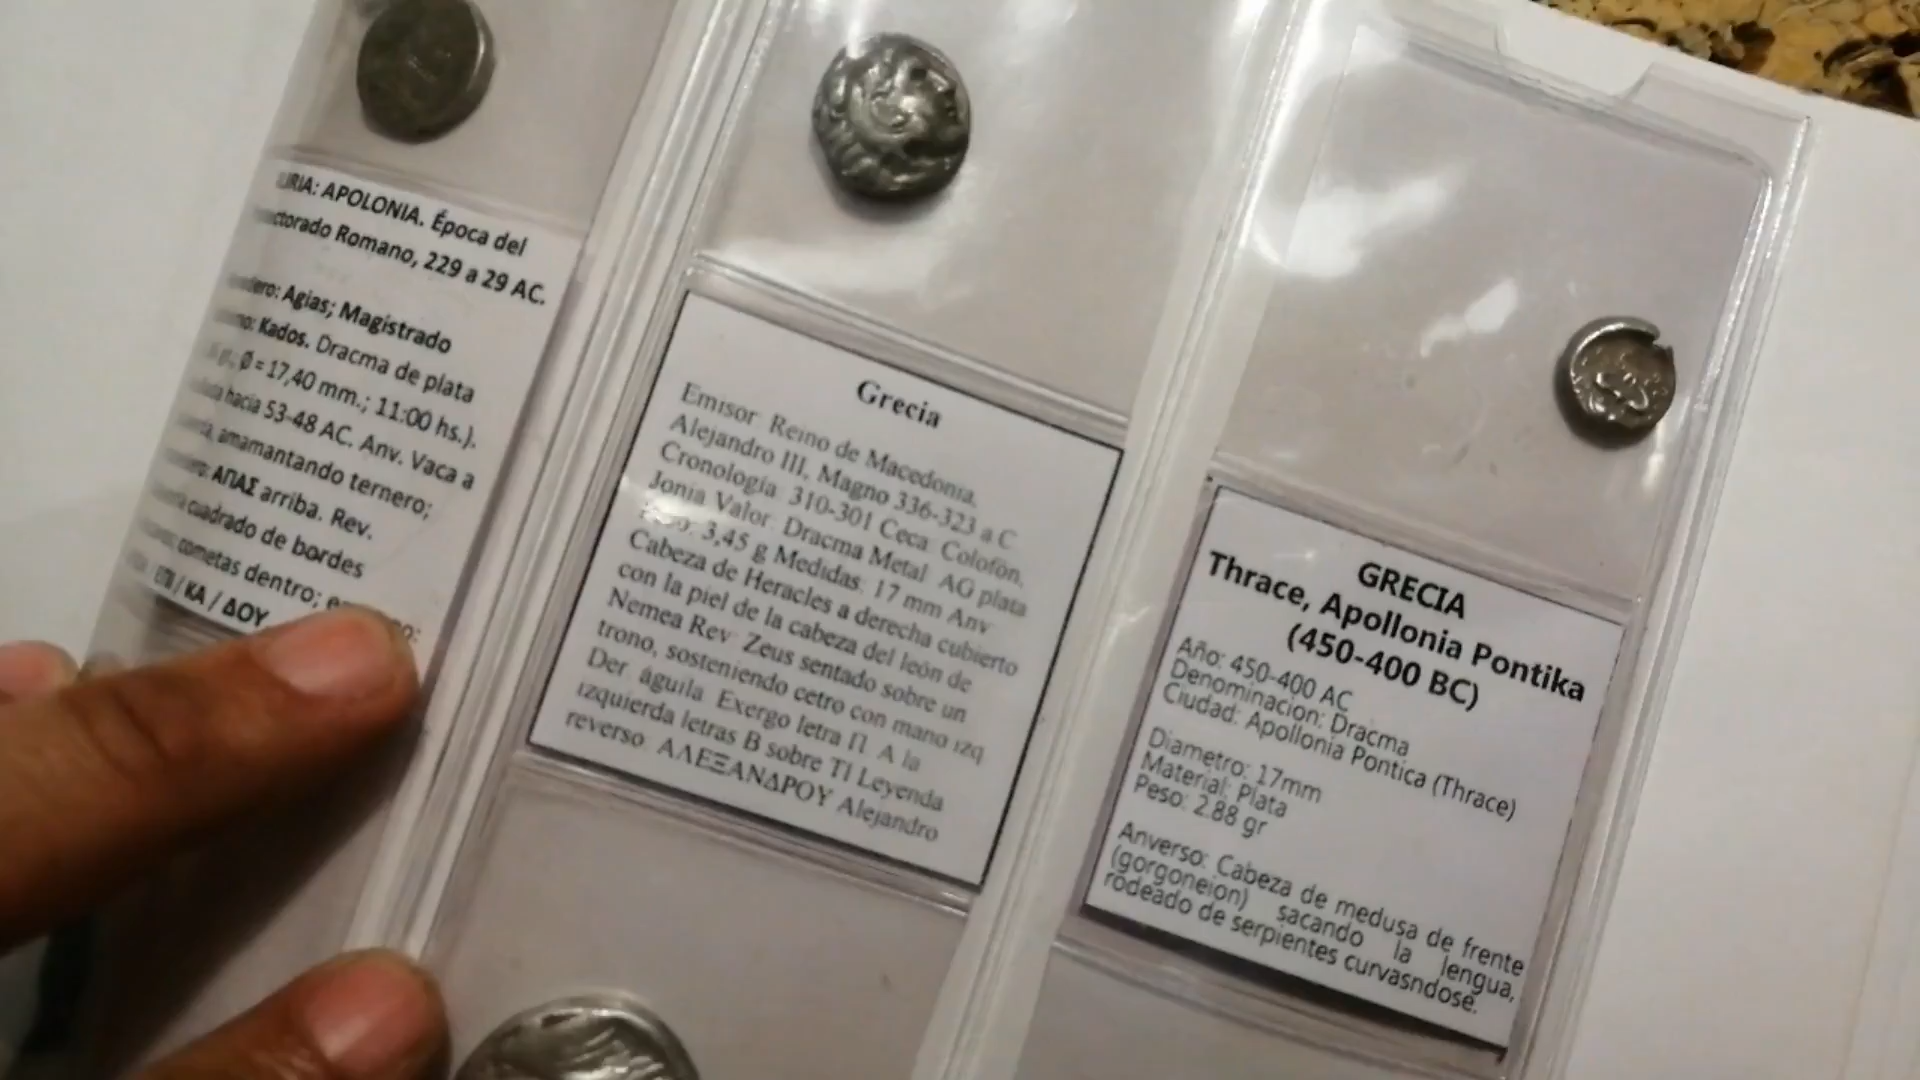 APOLONIA. Época del
Romano, 229 a 29 AC.
Agias; Magistrado
Kados. Dracma de plata
Ø = 17,40 mm.; 11:00 hs.).
hacia 53-48 AC. Anv. Vaca a
amamantando ternero;
ΑΠΑΣ arriba. Rev.
cuadrado de bordes
cometas dentro;
ΕΠΙ / ΚΑ / ΔΟΥ
Grecia
Emisor: Reino de Macedonia.
Alejandro III, Magno 336-323 a C.
Cronología: 310-301 Ceca: Colofón,
Jonia Valor: Dracma Metal: AG plata
3,45 g Medidas: 17 mm Anv:
Cabeza de Heracles a derecha cubierto
con la piel de la cabeza del león de
Nemea Rev: Zeus sentado sobre un
trono, sosteniendo cetro con mano izq
Der águila. Exergo letra Π. A la
izquierda letras B sobre TI Leyenda
reverso: ΑΛΕΞΑΝΔΡΟΥ Alejandro
GRECIA
Thrace, Apollonia Pontika
(450-400 BC)
Año: 450-400 AC
Denominacion: Dracma
Ciudad: Apollonia Pontica (Thrace)
Diametro: 17mm
Material: Plata
Peso: 2.88 gr
Anverso: Cabeza de medusa de frente
(gorgoneion) sacando la lengua,
rodeado de serpientes curvasndose.